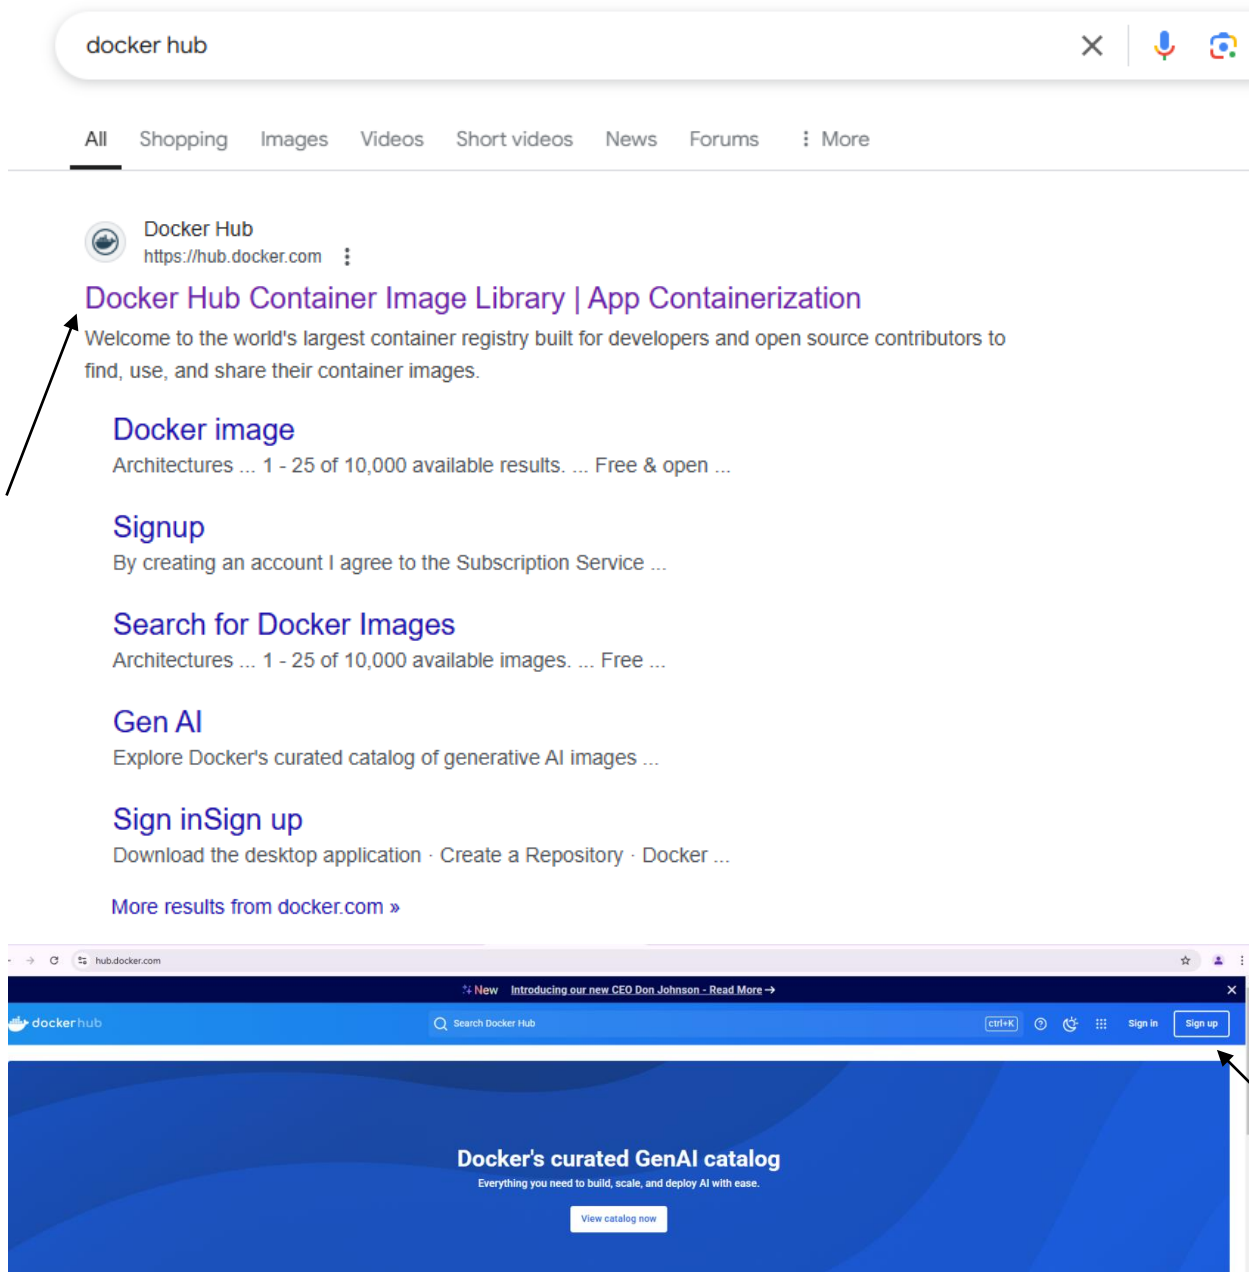 docker hub
All Shopping Images Videos Short videos News Forums More
Docker Hub
https://hub.docker.com
Docker Hub Container Image Library | App Containerization
Welcome to the world's largest container registry built for developers and open source contributors to
find, use, and share their container images.
Docker image
Architectures ... 1 - 25 of 10,000 available results. ... Free & open ...
Signup
By creating an account I agree to the Subscription Service ...
Search for Docker Images
Architectures ... 1 - 25 of 10,000 available images. ... Free ...
Gen AI
Explore Docker's curated catalog of generative AI images ...
Sign inSign up
Download the desktop application · Create a Repository · Docker ...
More results from docker.com »
hub.docker.com
New Introducing our new CEO Don Johnson - Read More →
dockerhub Search Docker Hub ctrl+K Sign in Sign up
Docker's curated GenAI catalog
Everything you need to build, scale, and deploy AI with ease.
View catalog now